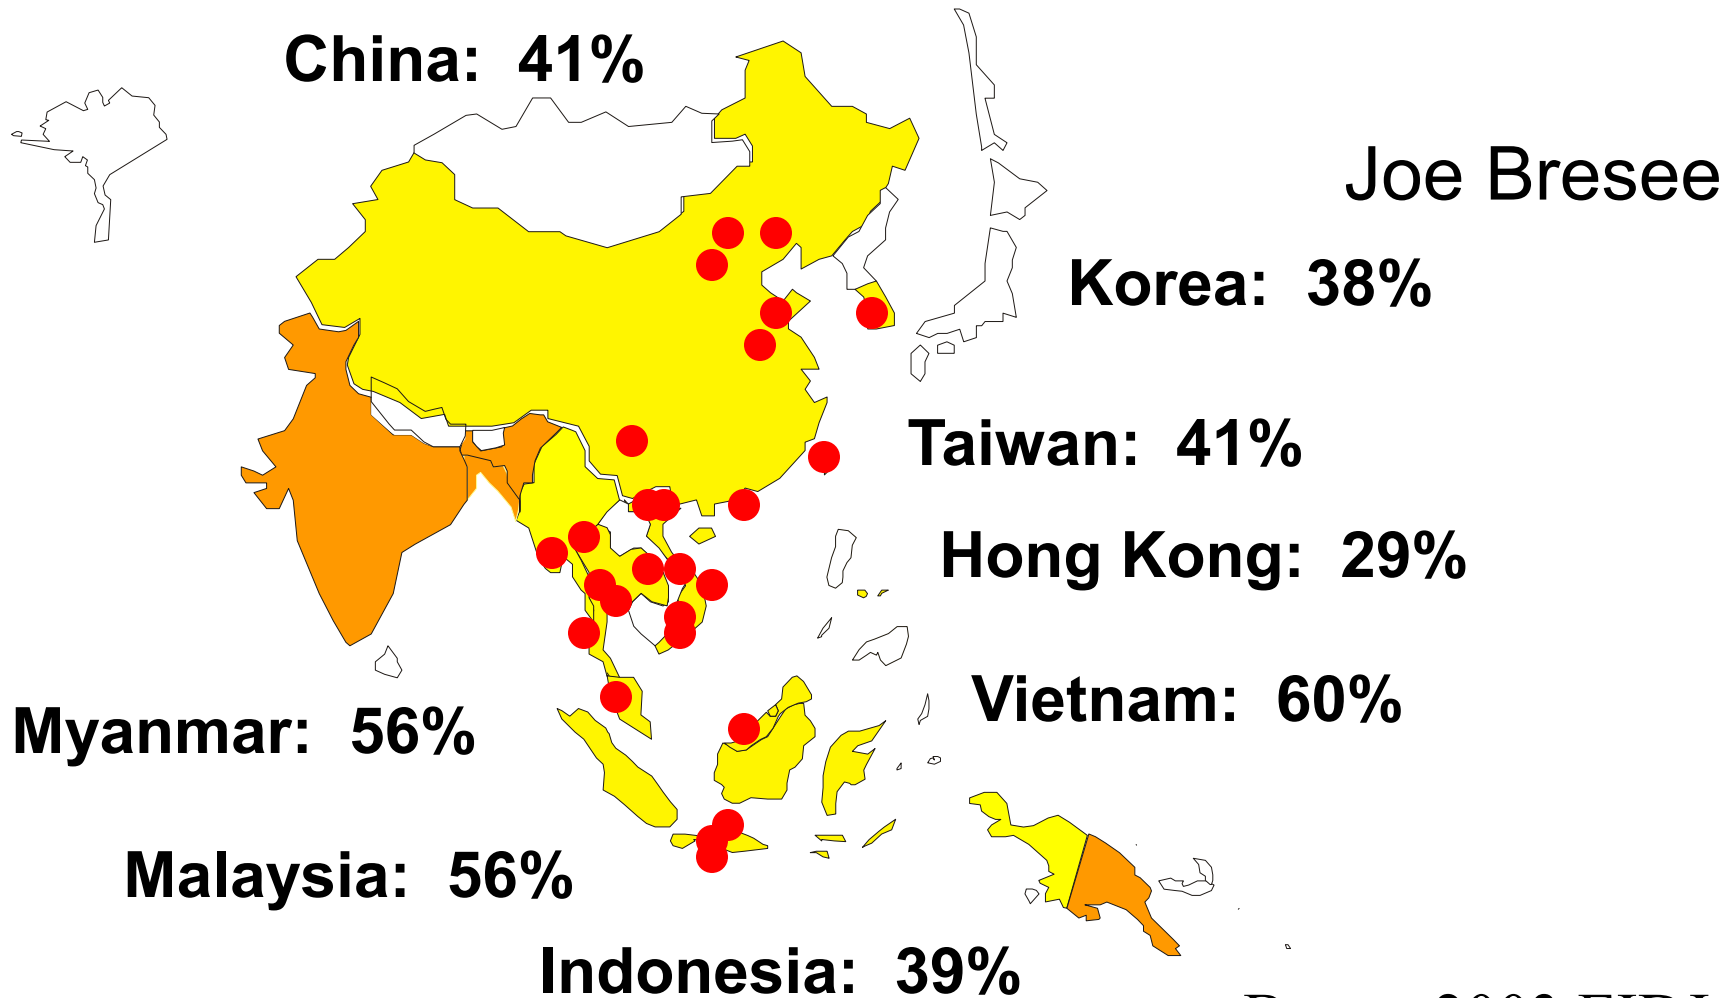 China: 41%
Joe Bresee
Korea: 38%
Taiwan: 41%
Hong Kong: 29%
Vietnam: 60%
Myanmar: 56%
Malaysia: 56%
Indonesia: 39%